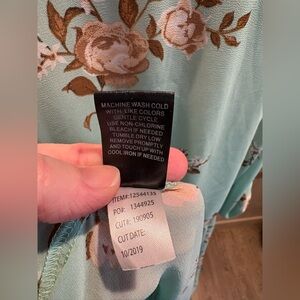 MACHINE WASH COLD
WITH LIKE COLORS
GENTLE CYCLE.
USE NON-CHLORINE
BLEACH IF NEEDED
TUMBLE DRY LOW
REMOVE PROMPTLY
AND TOUCH UP WITH
COOL IRON IF NEEDED
ITEM#:12544135
PO#: 1344925
CUT#: 190905
CUT DATE:
10/2019